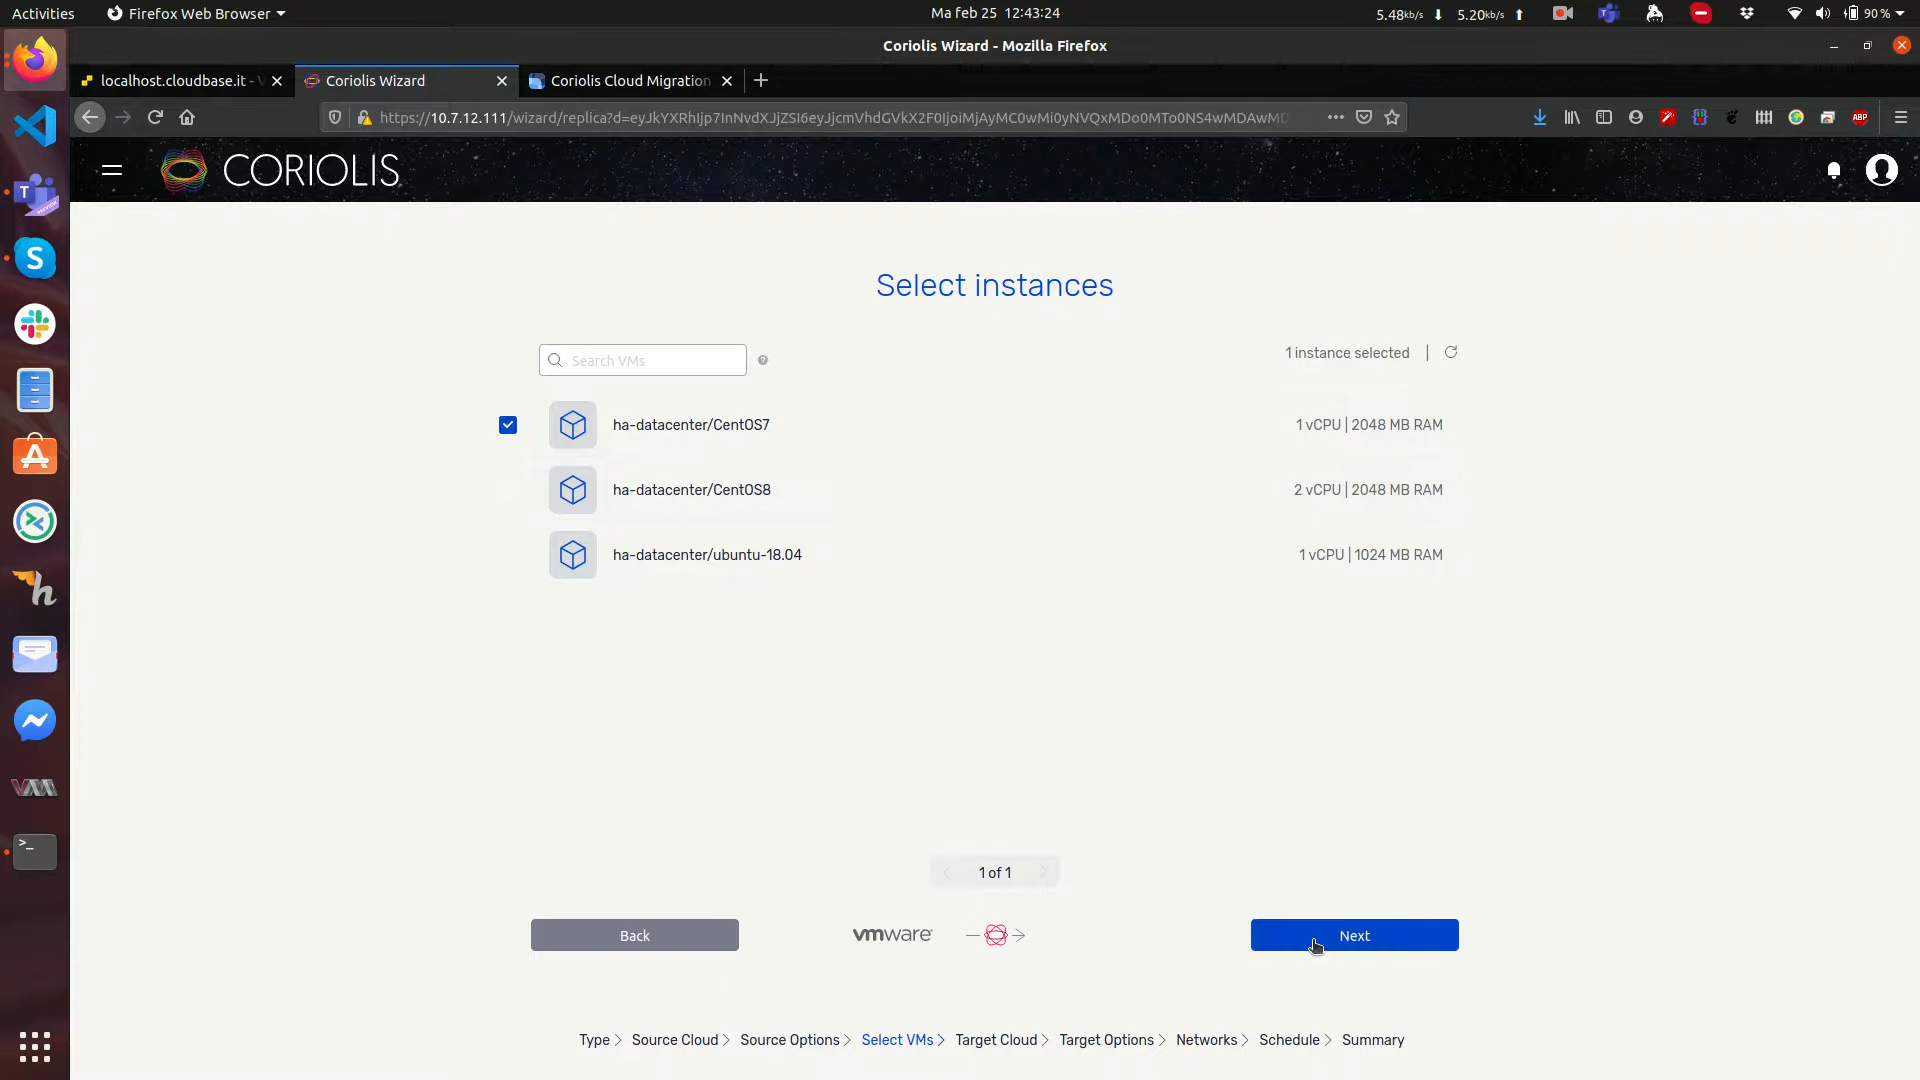 Activities
Firefox Web Browser
Ma feb 25 12:43:24
5.48kb/s
5.20kb/s
90 %
Coriolis Wizard - Mozilla Firefox
localhost.cloudbase.it -
Coriolis Wizard
Coriolis Cloud Migration
https://10.7.12.111/wizard/replica?d=eyJkYXRhIjp7InNvdXJjZSI6eyJjcmVhdGVkX2F0IjoiMjAyMC0wMi0yNVQxMDo0MTo0NS4wMDAwMD
ABP
CORIOLIS
Select instances
Search VMs
?
1 instance selected
ha-datacenter/CentOS7
1 vCPU | 2048 MB RAM
ha-datacenter/CentOS8
2 vCPU | 2048 MB RAM
ha-datacenter/ubuntu-18.04
1 vCPU | 1024 MB RAM
1 of 1
Back
vmware
Next
Type
Source Cloud
Source Options
Select VMs
Target Cloud
Target Options
Networks
Schedule
Summary